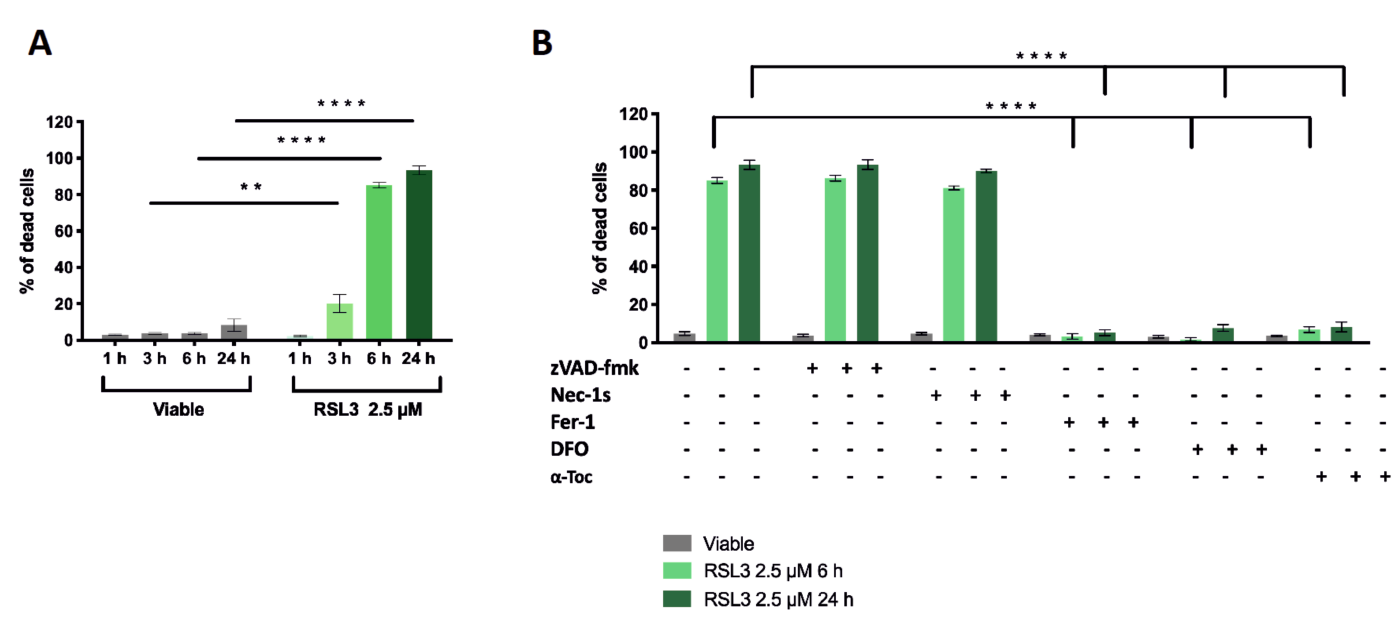 A
% of dead cells
120
100
80
60
40
20
0
* * * *
* * * *
* *
1 h 3 h 6 h 24 h 1 h 3 h 6 h 24 h
Viable RSL3 2.5 µM
B
% of dead cells
120
100
80
60
40
20
0
* * * *
* * * *
zVAD-fmk - - - + + + - - - - - - - - - - - -
Nec-1s - - - - - - + + + - - - - - - - - -
Fer-1 - - - - - - - - - + + + - - - - - -
DFO - - - - - - - - - - - - + + + - - -
α-Toc - - - - - - - - - - - - - - - + + +
Viable
RSL3 2.5 µM 6 h
RSL3 2.5 µM 24 h